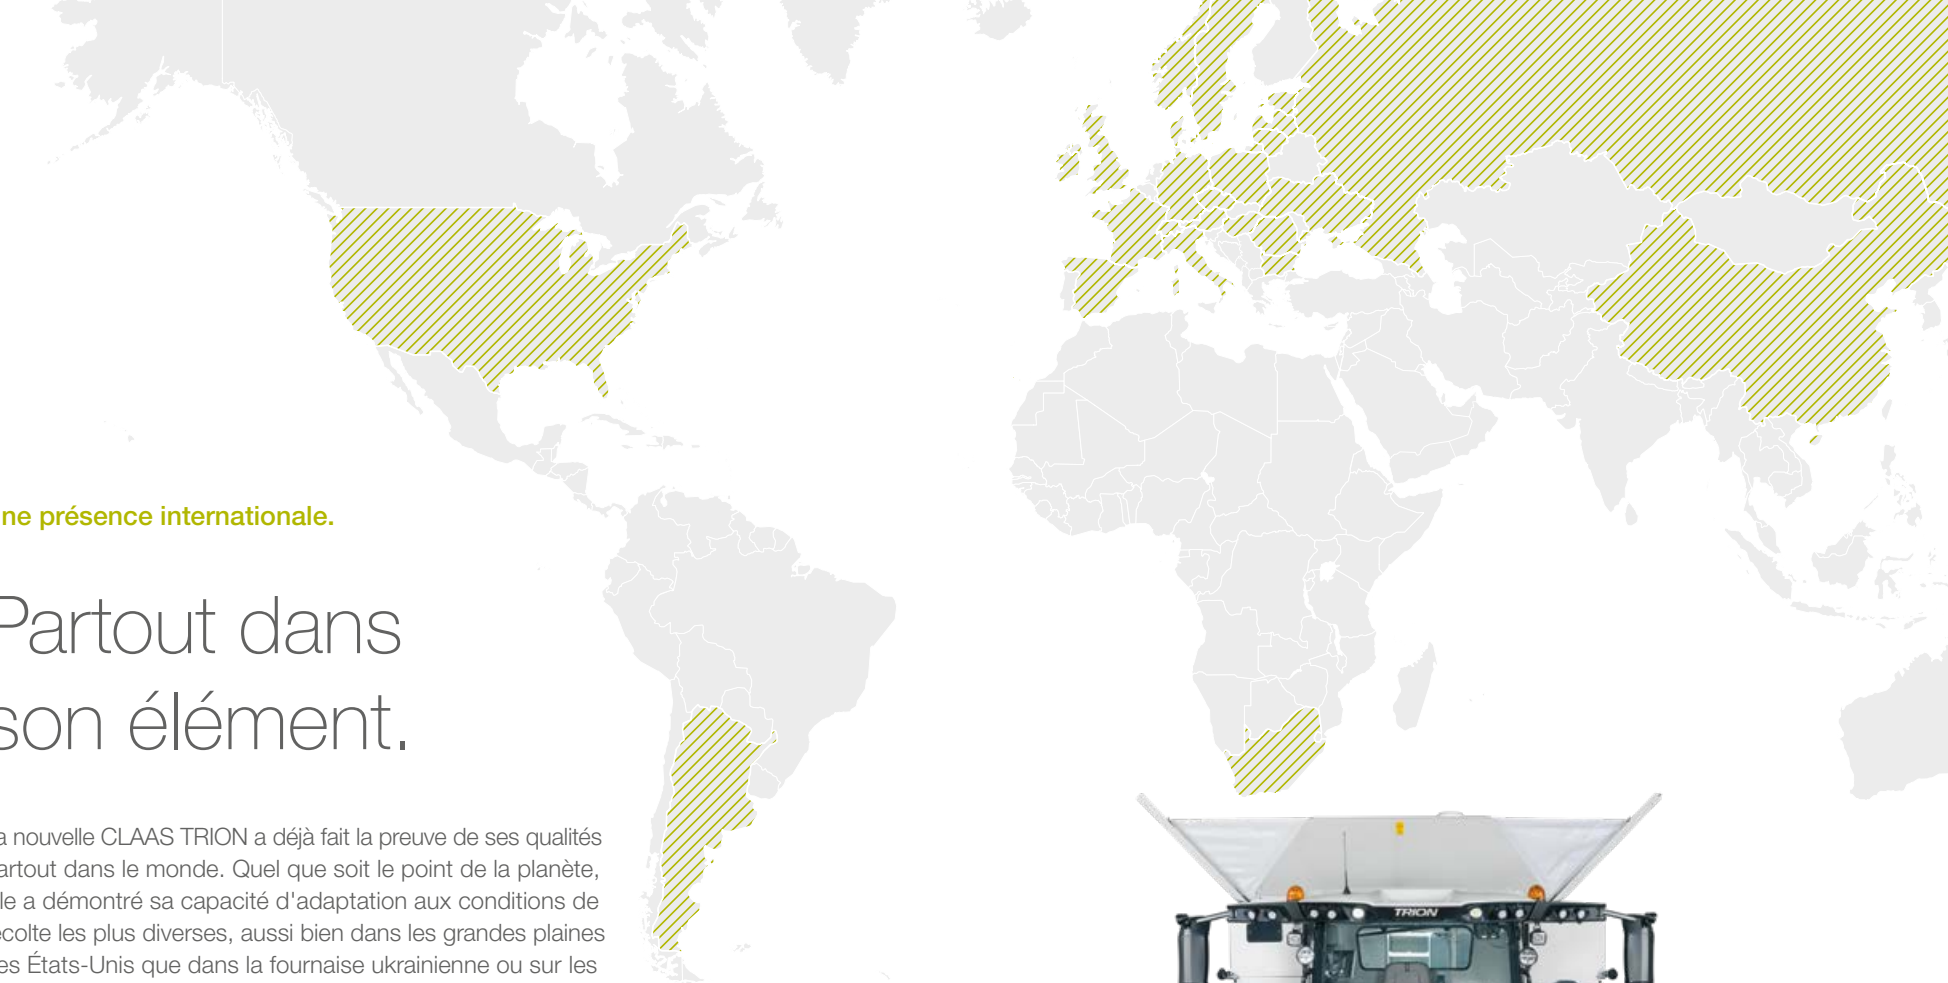 ne présence internationale.
Partout dans
son élément.
a nouvelle CLAAS TRION a déjà fait la preuve de ses qualités
artout dans le monde. Quel que soit le point de la planète,
le a démontré sa capacité d'adaptation aux conditions de
écolte les plus diverses, aussi bien dans les grandes plaines
es États-Unis que dans la fournaise ukrainienne ou sur les
TRION